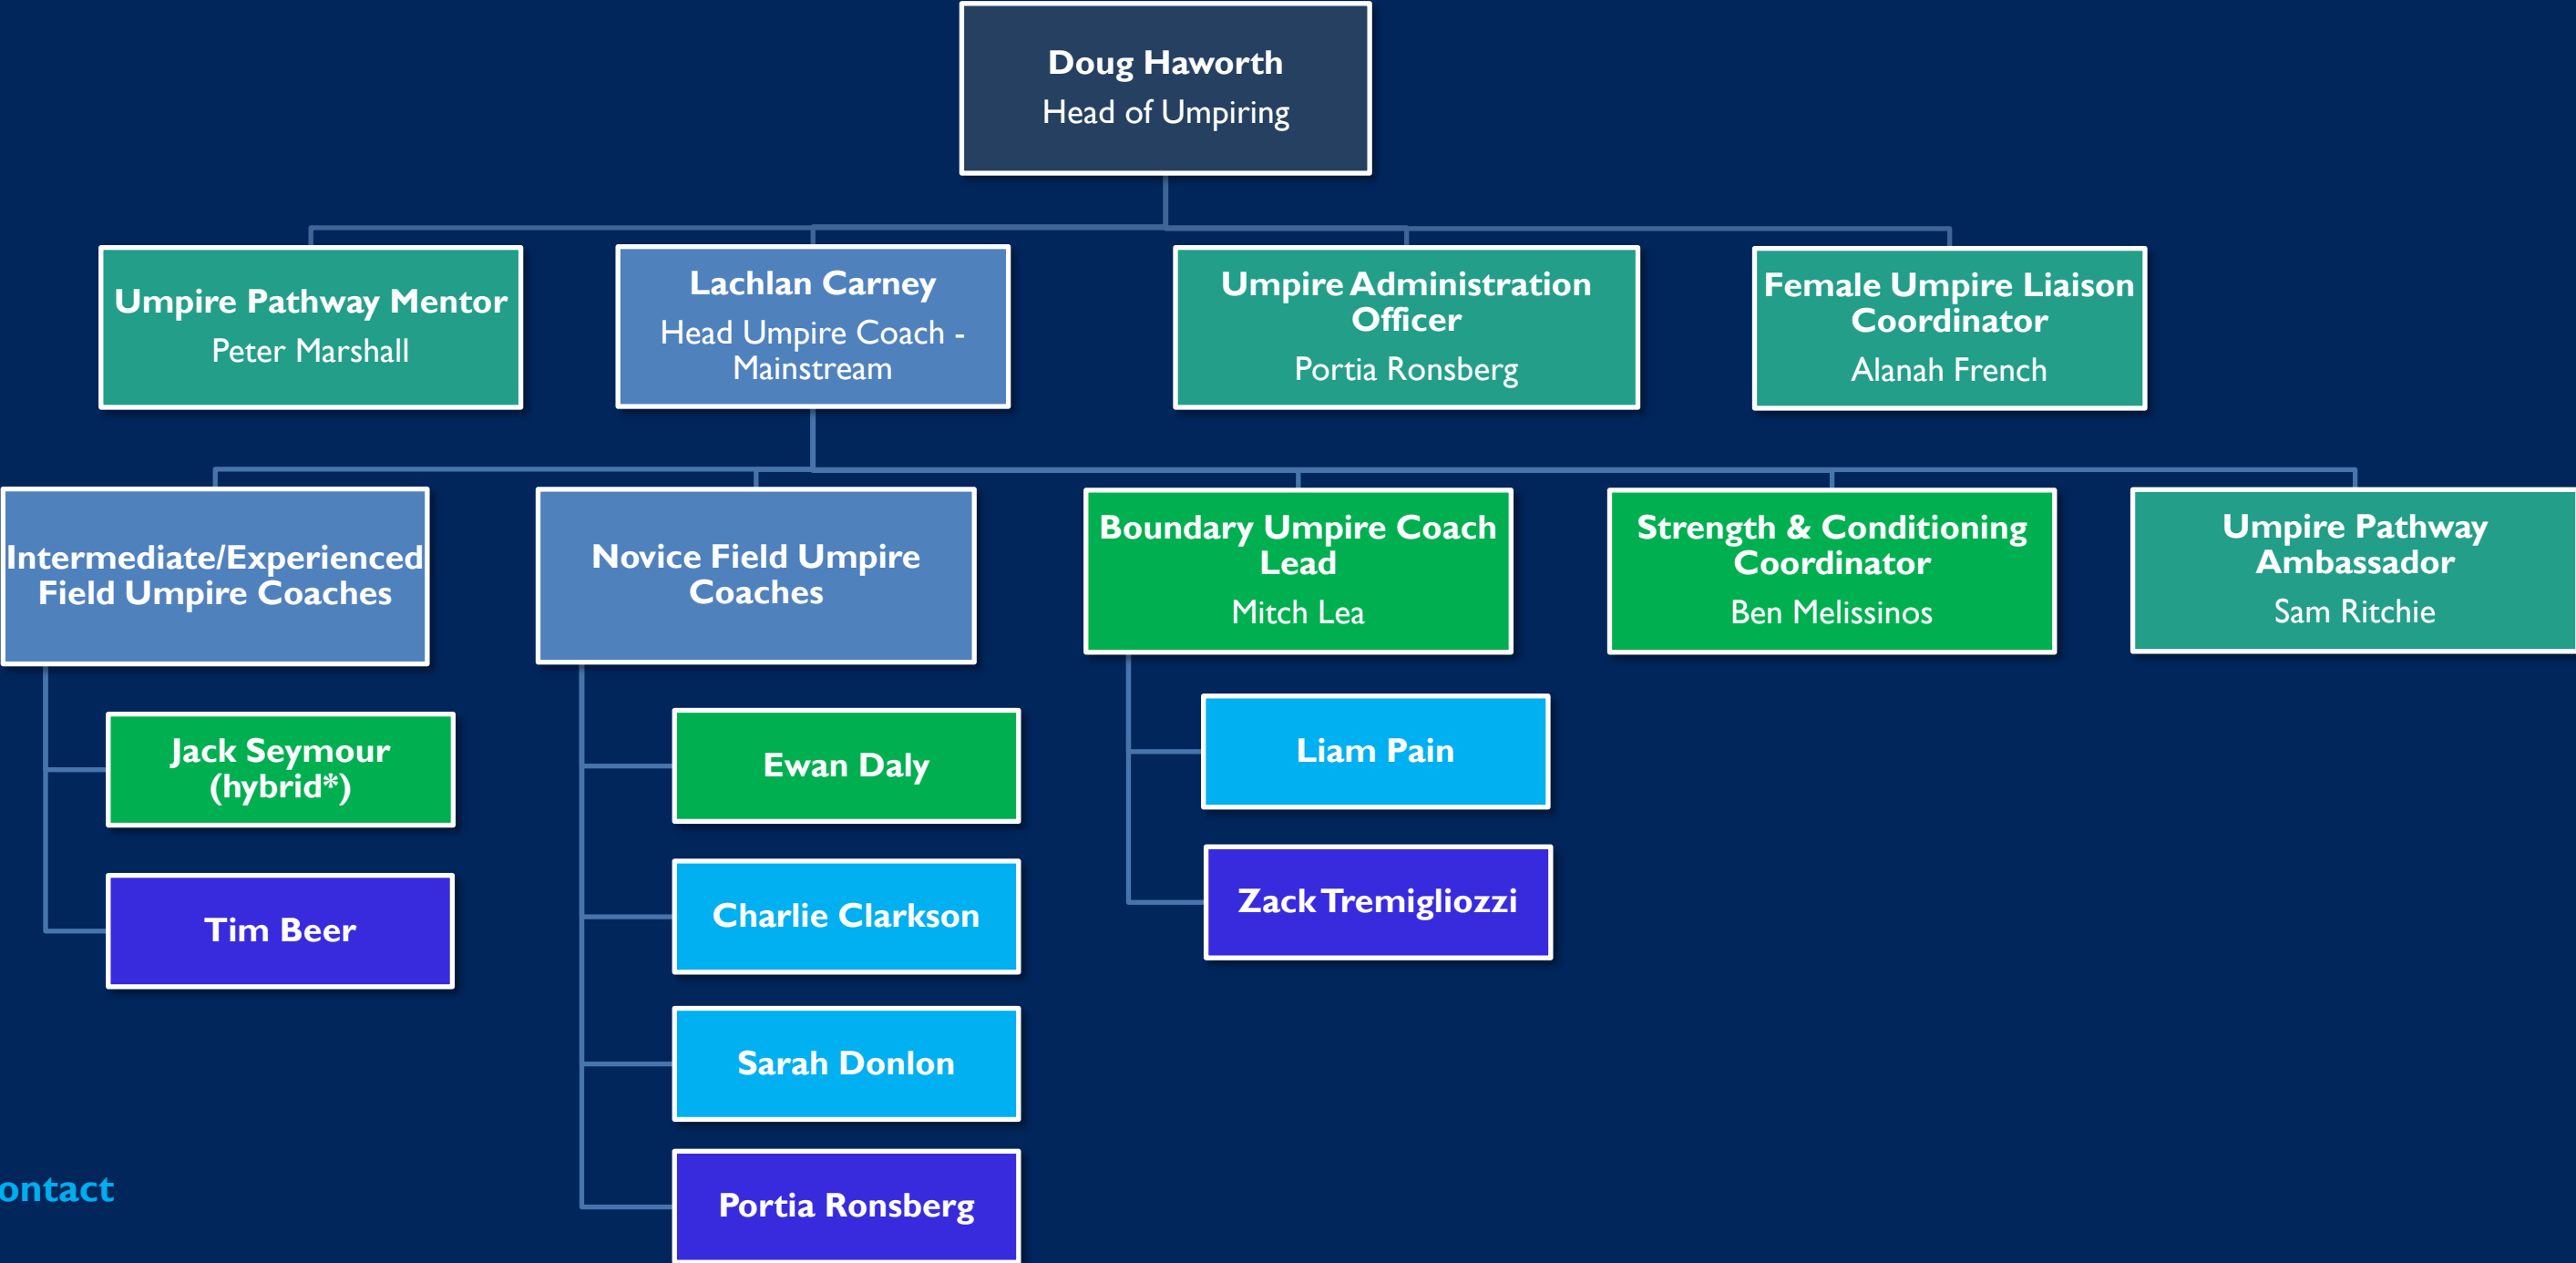 Doug Haworth
Head of Umpiring
Umpire Pathway Mentor
Peter Marshall
Lachlan Carney
Head Umpire Coach -
Mainstream
Umpire Administration
Officer
Portia Ronsberg
Female Umpire Liaison
Coordinator
Alanah French
Intermediate/Experienced
Field Umpire Coaches
Novice Field Umpire
Coaches
Boundary Umpire Coach
Lead
Mitch Lea
Strength & Conditioning
Coordinator
Ben Melissinos
Umpire Pathway
Ambassador
Sam Ritchie
Jack Seymour
(hybrid*)
Tim Beer
Ewan Daly
Charlie Clarkson
Sarah Donlon
Portia Ronsberg
Liam Pain
Zack Tremigliozzi
ontact